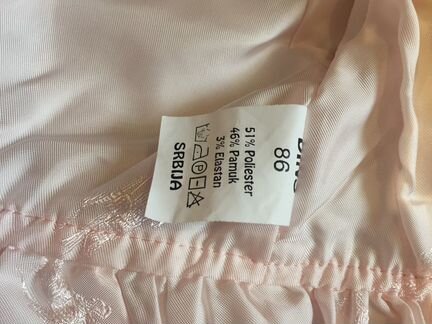 86
51% Poliester
46% Pamuk
3% Elastan
P
SRBIJA